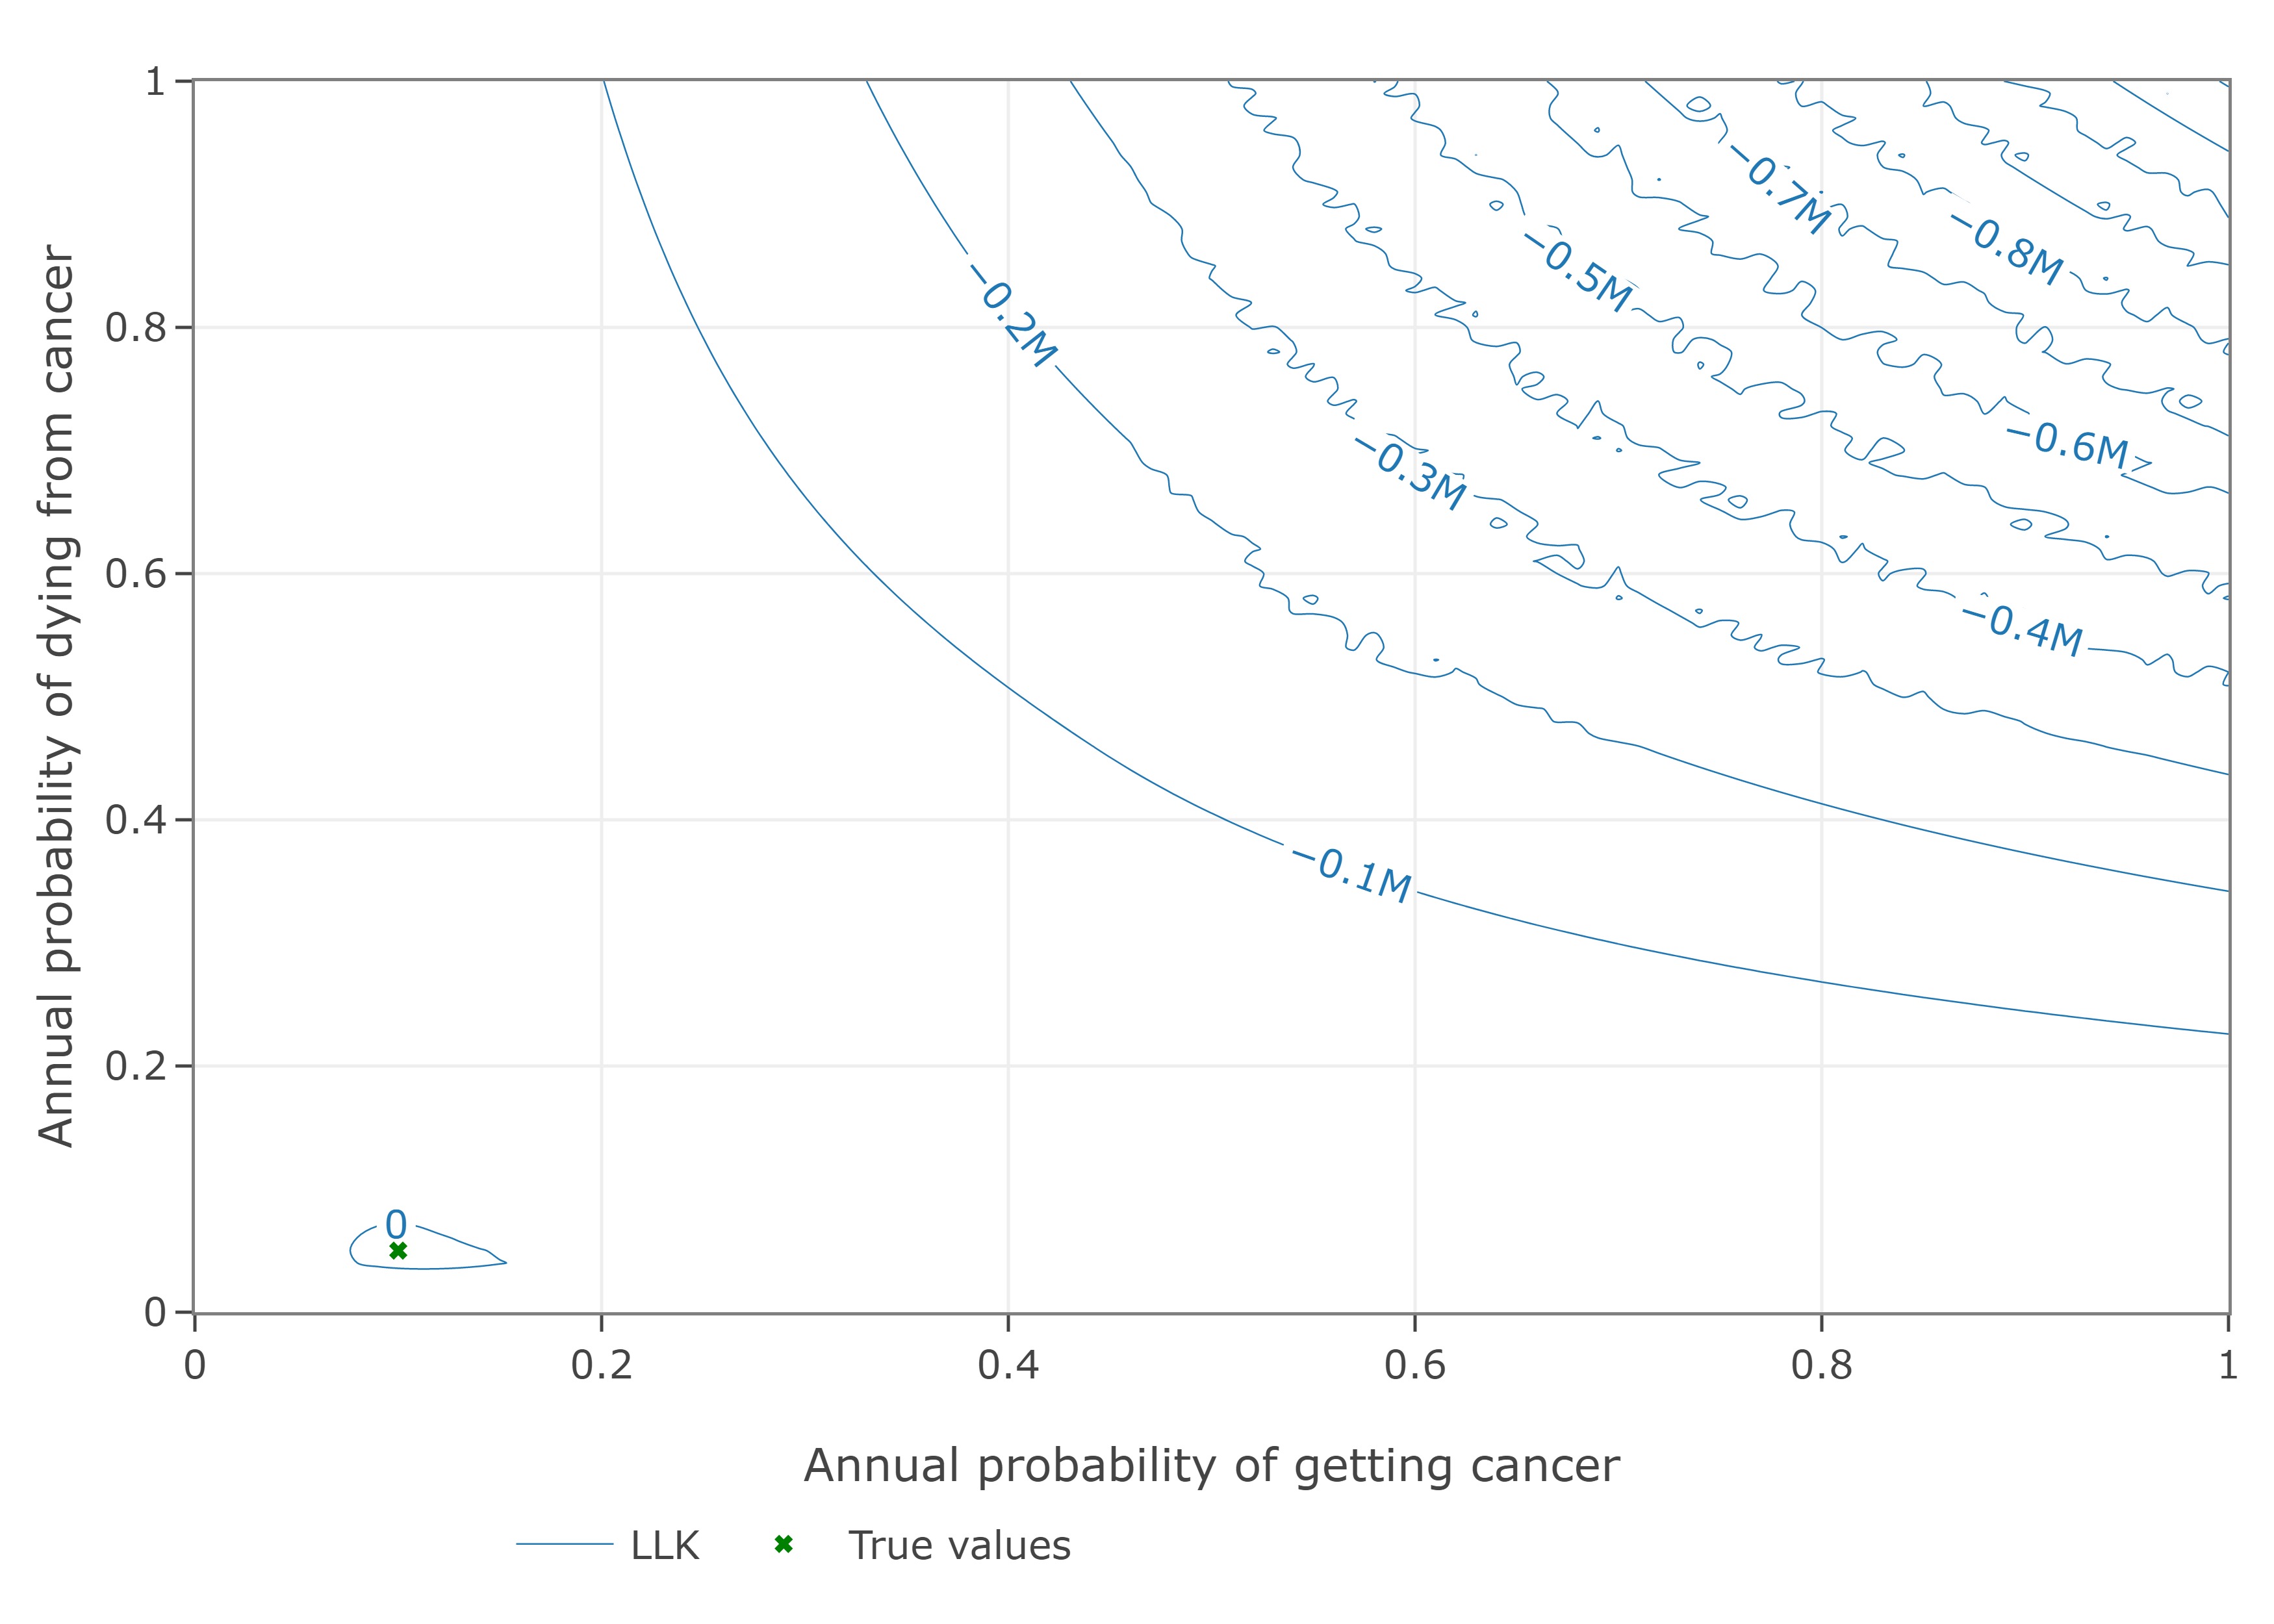 1
0.8
0.6
0.4
0.2
0
Annual probability of dying from cancer
−0.7M
−0.8M
−0.5M
−0.2M
−0.6M
−0.3M
−0.4M
−0.1M
0
0
0.2
0.4
0.6
0.8
1
Annual probability of getting cancer
LLK
True values